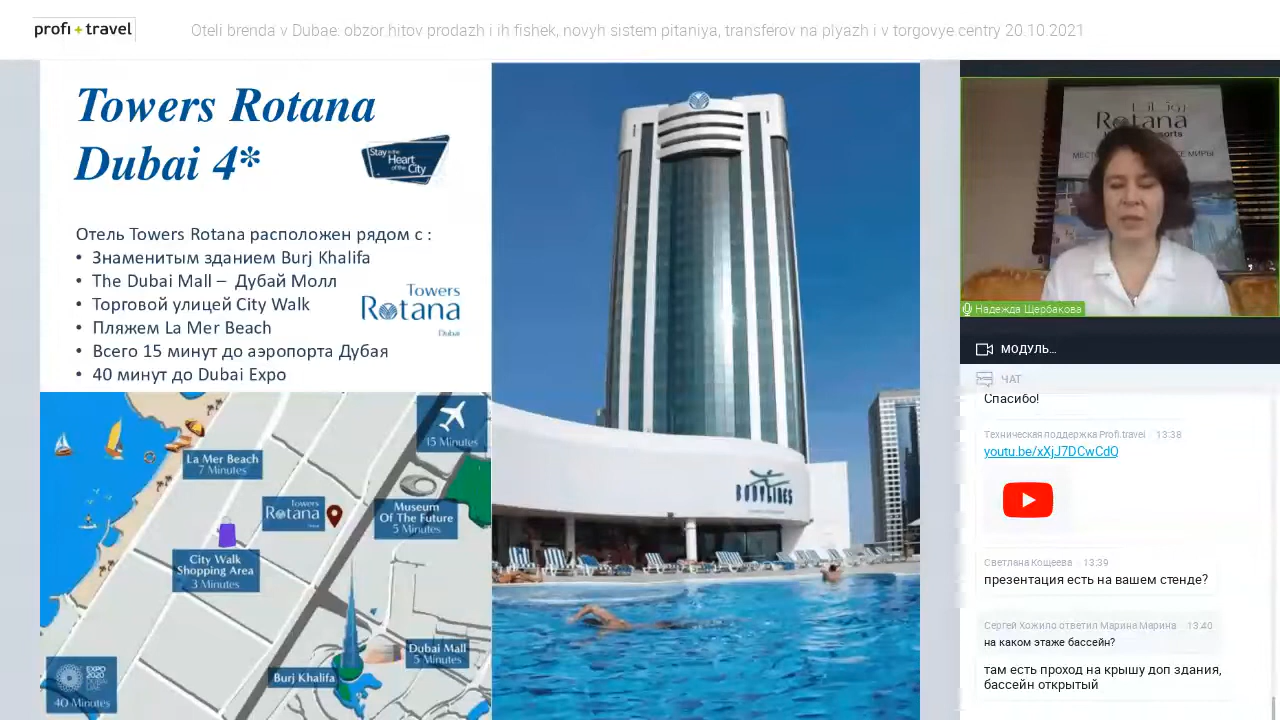 profi + travel
Oteli brenda v Dubae: obzor hitov prodazh i ih fishek, novyh sistem pitaniya, transferov na plyazh i v torgovye centry 20.10.2021
Towers Rotana
Dubai 4*
Stay in the
Heart
of the City
Отель Towers Rotana расположен рядом с :
• Знаменитым зданием Burj Khalifa
• The Dubai Mall – Дубай Молл
• Торговой улицей City Walk
• Пляжем La Mer Beach
• Всего 15 минут до аэропорта Дубая
• 40 минут до Dubai Expo
Towers
Rotana
Dubai
15 Minutes
La Mer Beach
7 Minutes
Towers
Rotana
Museum
Of The Future
5 Minutes
City Walk
Shopping Area
3 Minutes
Dubai Mall
5 Minutes
Burj Khalifa
EXPO
2020
DUBAI
UAE
40 Minutes
BODYLINES
روتانا
Rotana
Надежда Щербакова
МОДУЛЬ...
ЧАТ
Спасибо!
Техническая поддержка Profi.travel 13:38
youtu.be/xXjJ7DCwCdQ
Светлана Кощеева 13:39
презентация есть на вашем стенде?
Сергей Хожило ответил Марина Марина 13:40
на каком этаже бассейн?
там есть проход на крышу доп здания,
бассейн открытый